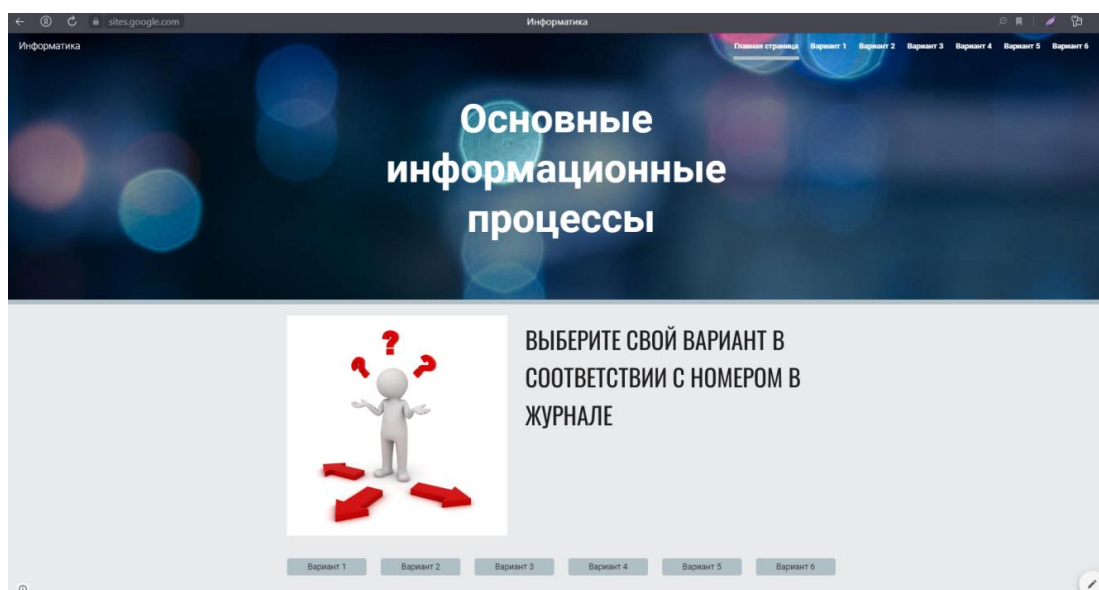 sites.google.com
Информатика
Информатика
Главная страница Вариант 1 Вариант 2 Вариант 3 Вариант 4 Вариант 5 Вариант 6
Основные
информационные
процессы
? ? ?
ВЫБЕРИТЕ СВОЙ ВАРИАНТ В
СООТВЕТСТВИИ С НОМЕРОМ В
ЖУРНАЛЕ
Вариант 1 Вариант 2 Вариант 3 Вариант 4 Вариант 5 Вариант 6